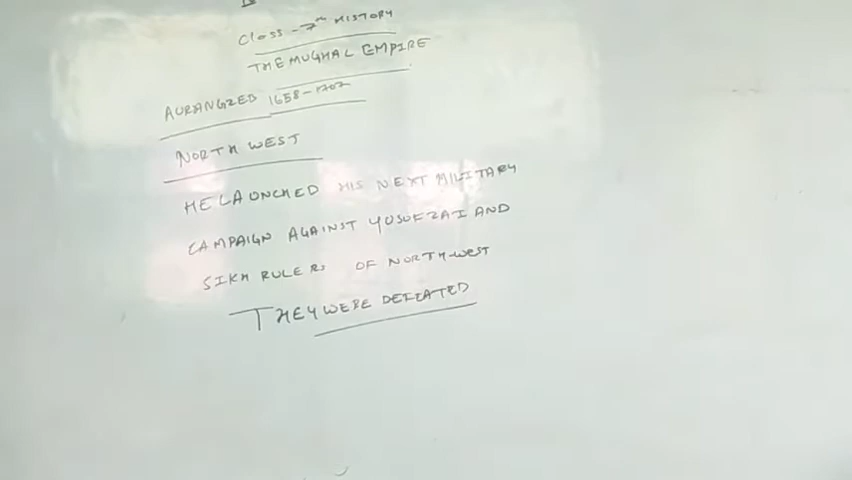 Class - 7th HISTORY
THE MUGHAL EMPIRE
AURANGZEB 1658-1707
NORTH WEST
HE LAUNCHED HIS NEXT MILITARY
CAMPAIGN AGAINST YUSUFZAI AND
SIKH RULERS OF NORTH-WEST
THEY WERE DEFEATED